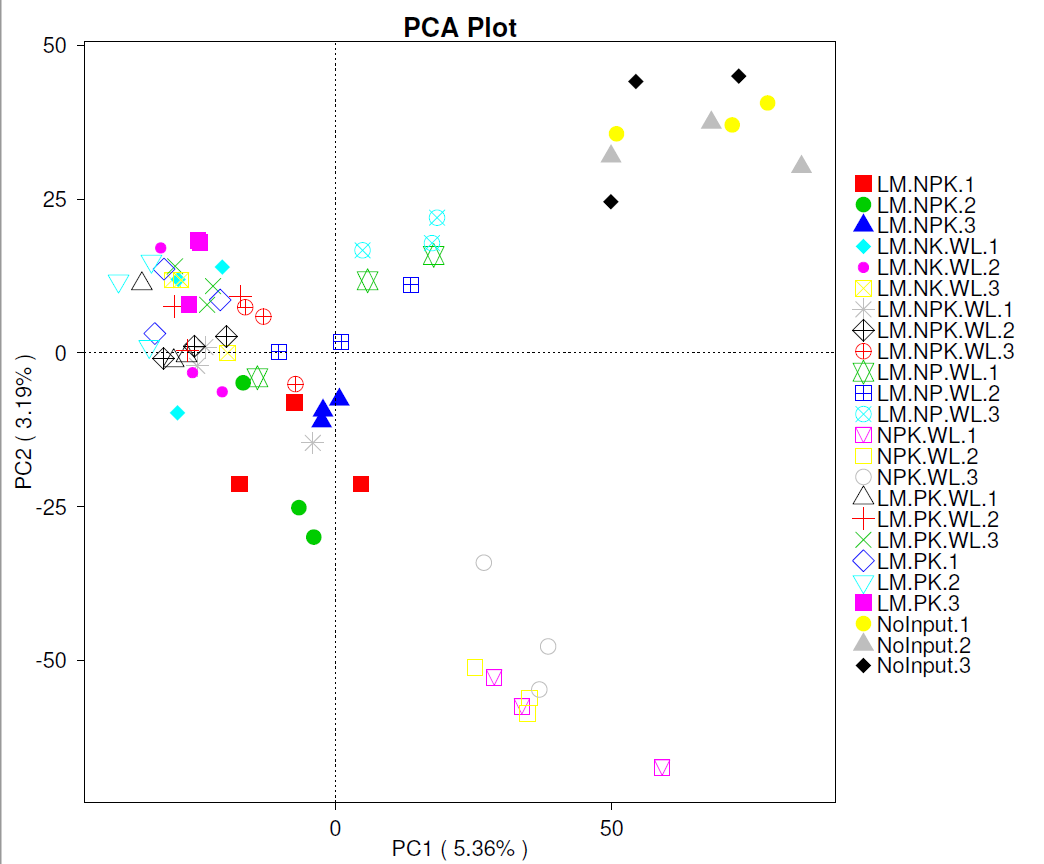 PCA Plot
50
25
0
-25
-50
PC2 ( 3.19% )
0
50
PC1 ( 5.36% )
LM.NPK.1
LM.NPK.2
LM.NPK.3
LM.NK.WL.1
LM.NK.WL.2
LM.NK.WL.3
LM.NPK.WL.1
LM.NPK.WL.2
LM.NPK.WL.3
LM.NP.WL.1
LM.NP.WL.2
LM.NP.WL.3
NPK.WL.1
NPK.WL.2
NPK.WL.3
LM.PK.WL.1
LM.PK.WL.2
LM.PK.WL.3
LM.PK.1
LM.PK.2
LM.PK.3
NoInput.1
NoInput.2
NoInput.3